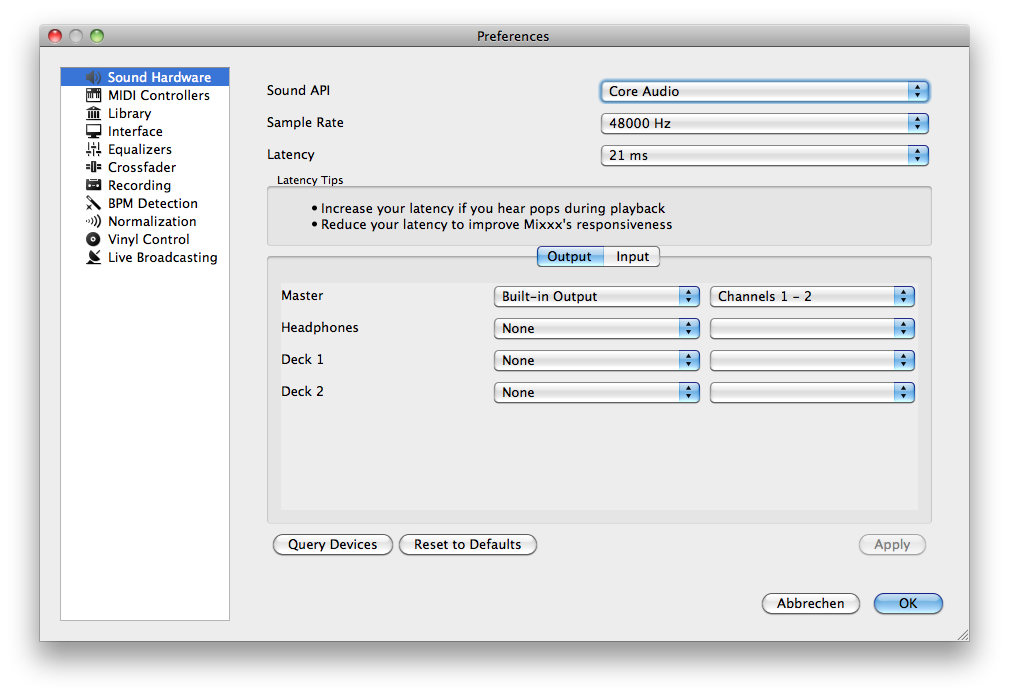 Preferences
Sound Hardware
MIDI Controllers
Library
Interface
Equalizers
Crossfader
Recording
BPM Detection
Normalization
Vinyl Control
Live Broadcasting
Sound API Core Audio
Sample Rate 48000 Hz
Latency 21 ms
Latency Tips
• Increase your latency if you hear pops during playback
• Reduce your latency to improve Mixxx's responsiveness
Output Input
Master Built-in Output Channels 1 - 2
Headphones None
Deck 1 None
Deck 2 None
Query Devices Reset to Defaults Apply
Abbrechen OK